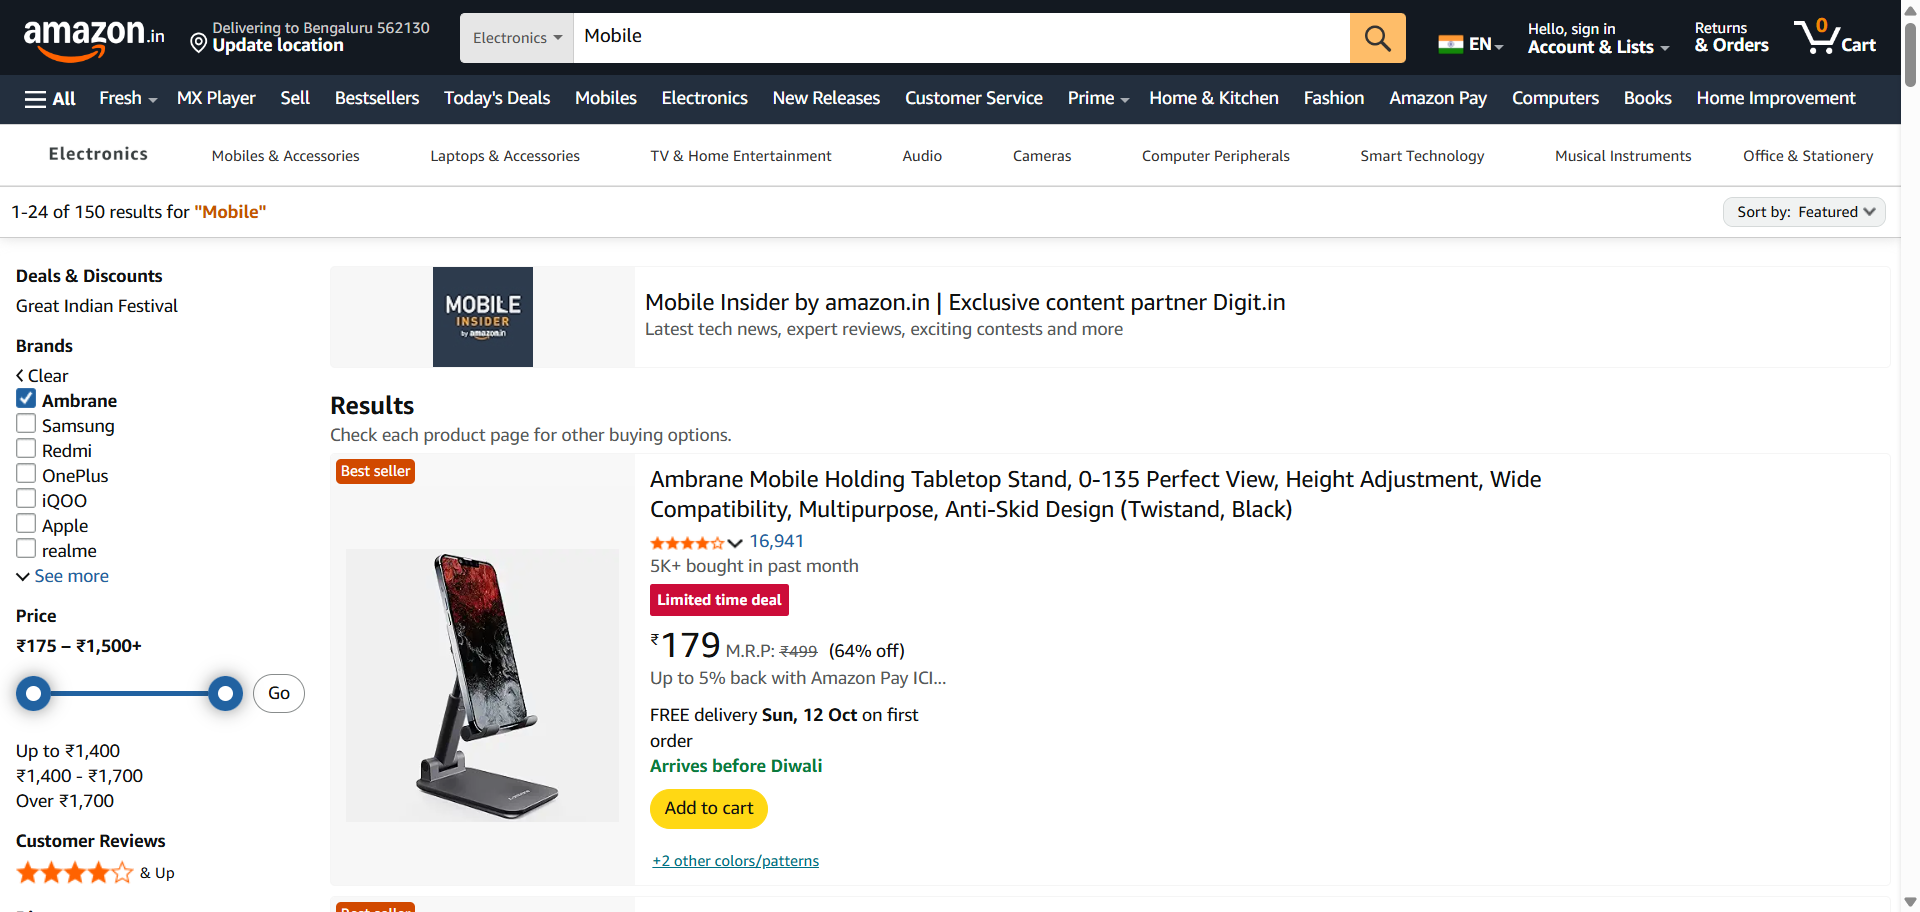 amazon.in
Delivering to Bengaluru 562130
Update location
Electronics
Mobile
EN
Hello, sign in
Account & Lists
Returns
& Orders
0
Cart
All
Fresh
MX Player
Sell
Bestsellers
Today's Deals
Mobiles
Electronics
New Releases
Customer Service
Prime
Home & Kitchen
Fashion
Amazon Pay
Computers
Books
Home Improvement
Electronics
Mobiles & Accessories
Laptops & Accessories
TV & Home Entertainment
Audio
Cameras
Computer Peripherals
Smart Technology
Musical Instruments
Office & Stationery
1-24 of 150 results for "Mobile"
Sort by: Featured
Deals & Discounts
Great Indian Festival
Brands
Clear
Ambrane
Samsung
Redmi
OnePlus
iQOO
Apple
realme
See more
Price
₹175 – ₹1,500+
Go
Up to ₹1,400
₹1,400 - ₹1,700
Over ₹1,700
Customer Reviews
& Up
MOBILE
INSIDER
by amazon.in
Mobile Insider by amazon.in | Exclusive content partner Digit.in
Latest tech news, expert reviews, exciting contests and more
Results
Check each product page for other buying options.
Best seller
Ambrane Mobile Holding Tabletop Stand, 0-135 Perfect View, Height Adjustment, Wide
Compatibility, Multipurpose, Anti-Skid Design (Twistand, Black)
16,941
5K+ bought in past month
Limited time deal
₹179 M.R.P: ₹499 (64% off)
Up to 5% back with Amazon Pay ICI...
FREE delivery Sun, 12 Oct on first
order
Arrives before Diwali
Add to cart
+2 other colors/patterns
Best seller